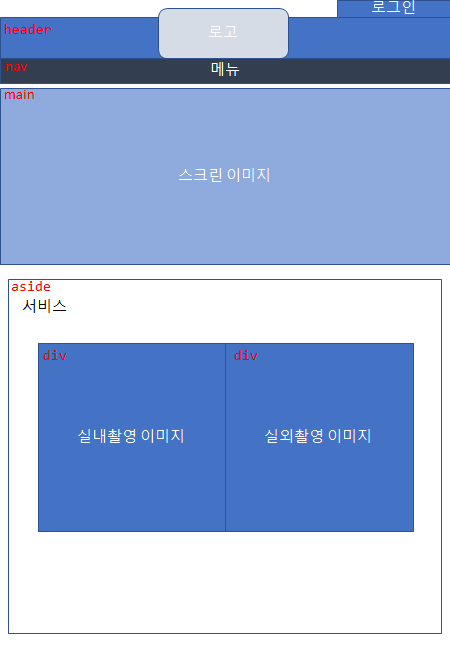 로그인
header
로고
nav
메뉴
main
스크린 이미지
aside
서비스
div
div
실내촬영 이미지
실외촬영 이미지